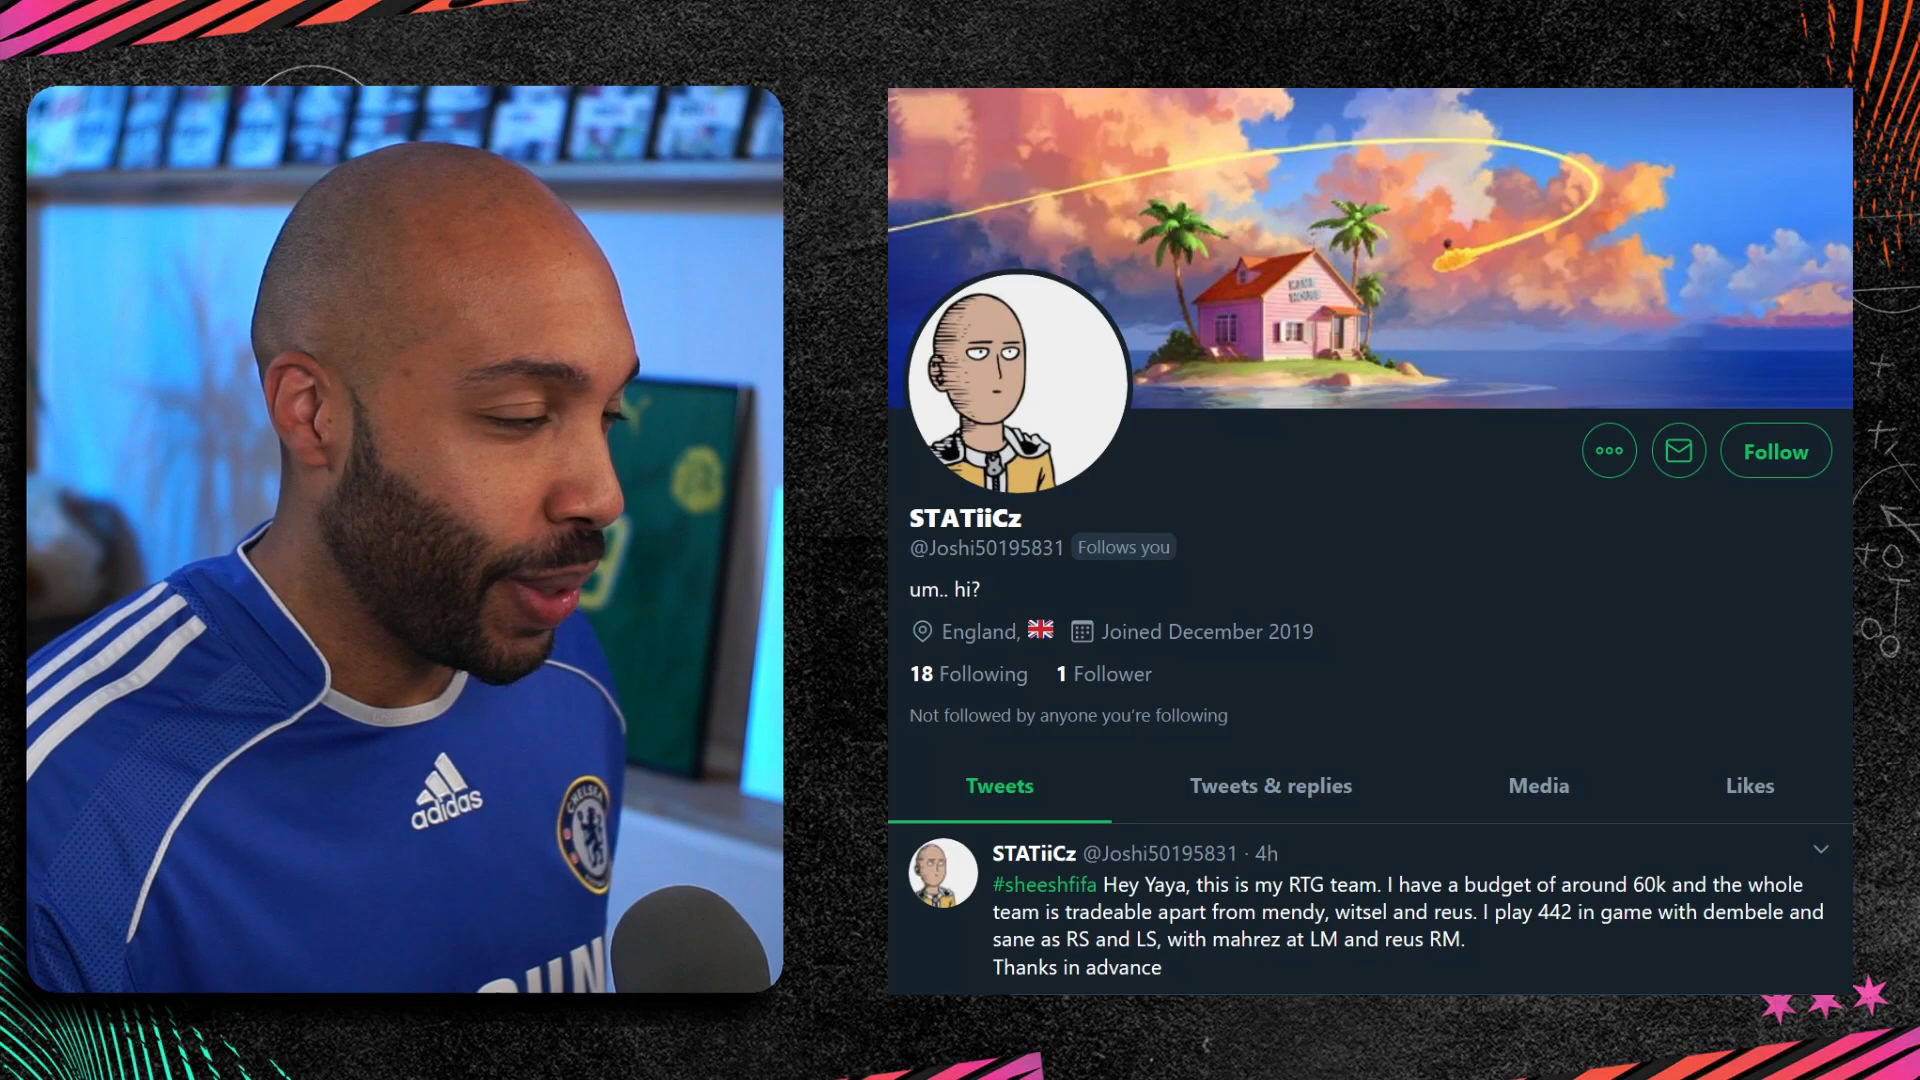 adidas
CHELSEA
KAME
HOUSE
Follow
STATiiCz
@Joshi50195831 Follows you
um.. hi?
England, Joined December 2019
18 Following 1 Follower
Not followed by anyone you're following
Tweets Tweets & replies Media Likes
STATiiCz @Joshi50195831 · 4h
#sheeshfifa Hey Yaya, this is my RTG team. I have a budget of around 60k and the whole
team is tradeable apart from mendy, witsel and reus. I play 442 in game with dembele and
sane as RS and LS, with mahrez at LM and reus RM.
Thanks in advance